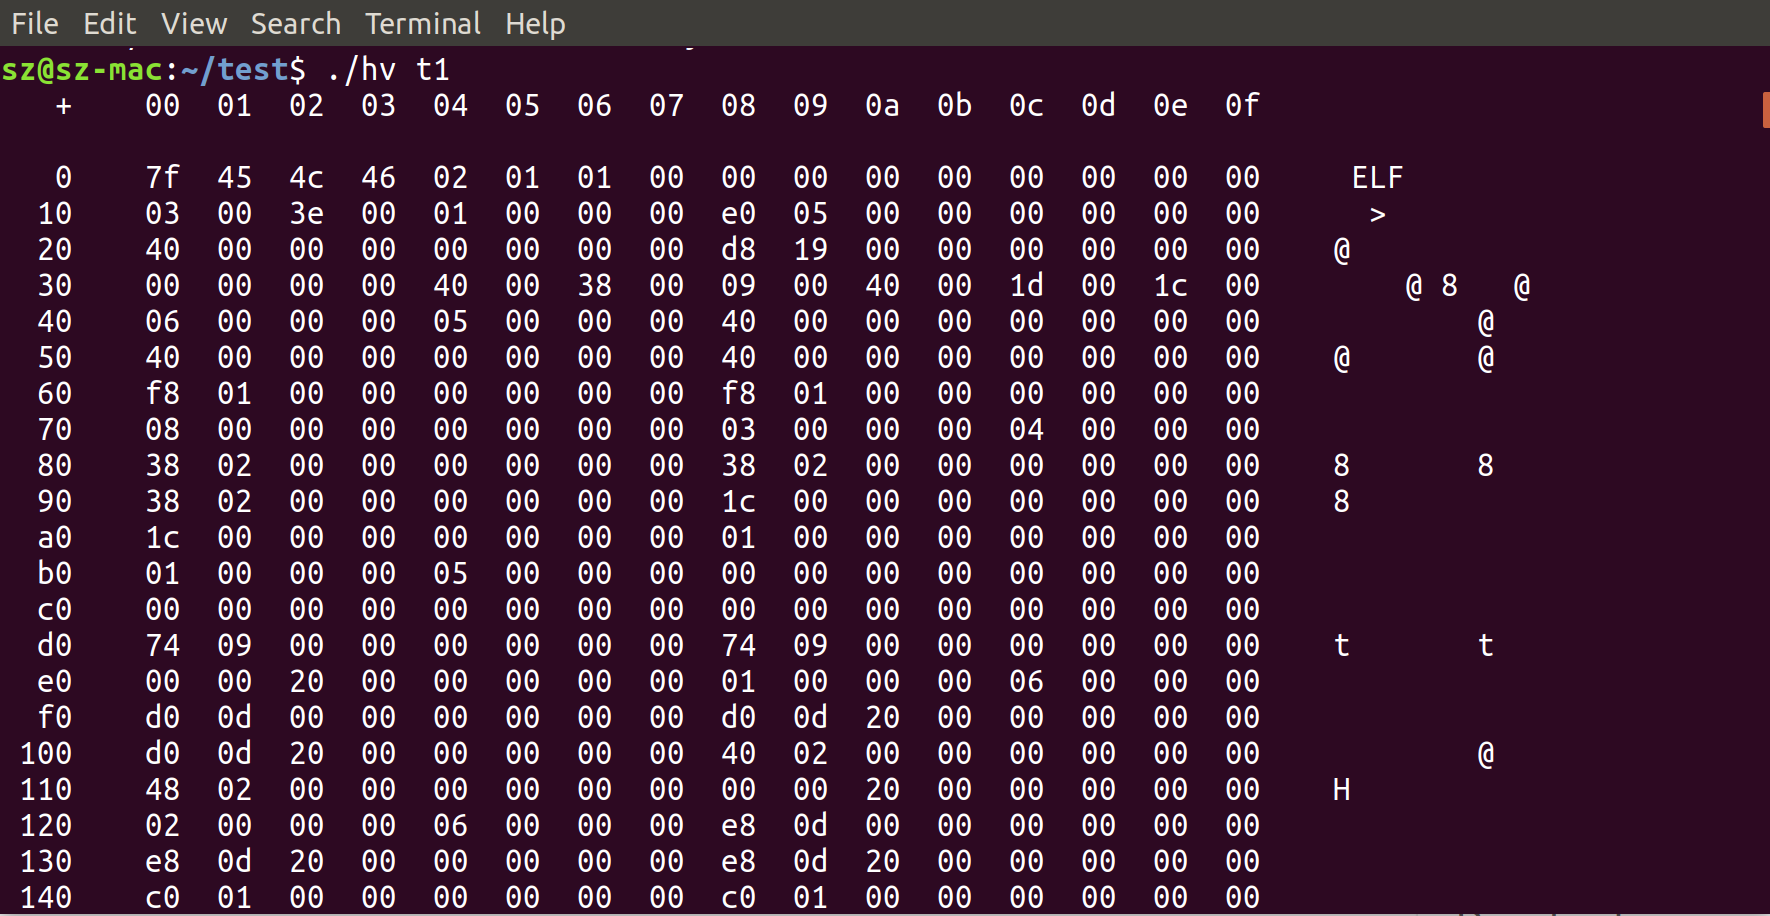 File Edit View Search Terminal Help
sz@sz-mac:~/test$ ./hv t1
+ 00 01 02 03 04 05 06 07 08 09 0a 0b 0c 0d 0e 0f
0 7f 45 4c 46 02 01 01 00 00 00 00 00 00 00 00 00 ELF
10 03 00 3e 00 01 00 00 00 e0 05 00 00 00 00 00 00 >
20 40 00 00 00 00 00 00 00 d8 19 00 00 00 00 00 00 @
30 00 00 00 00 40 00 38 00 09 00 40 00 1d 00 1c 00 @ 8 @
40 06 00 00 00 05 00 00 00 40 00 00 00 00 00 00 00 @
50 40 00 00 00 00 00 00 00 40 00 00 00 00 00 00 00 @ @
60 f8 01 00 00 00 00 00 00 f8 01 00 00 00 00 00 00
70 08 00 00 00 00 00 00 00 03 00 00 00 04 00 00 00
80 38 02 00 00 00 00 00 00 38 02 00 00 00 00 00 00 8 8
90 38 02 00 00 00 00 00 00 1c 00 00 00 00 00 00 00 8
a0 1c 00 00 00 00 00 00 00 01 00 00 00 00 00 00 00
b0 01 00 00 00 05 00 00 00 00 00 00 00 00 00 00 00
c0 00 00 00 00 00 00 00 00 00 00 00 00 00 00 00 00
d0 74 09 00 00 00 00 00 00 74 09 00 00 00 00 00 00 t t
e0 00 00 20 00 00 00 00 00 01 00 00 00 06 00 00 00
f0 d0 0d 00 00 00 00 00 00 d0 0d 20 00 00 00 00 00
100 d0 0d 20 00 00 00 00 00 40 02 00 00 00 00 00 00 @
110 48 02 00 00 00 00 00 00 00 00 20 00 00 00 00 00 H
120 02 00 00 00 06 00 00 00 e8 0d 00 00 00 00 00 00
130 e8 0d 20 00 00 00 00 00 e8 0d 20 00 00 00 00 00
140 c0 01 00 00 00 00 00 00 c0 01 00 00 00 00 00 00